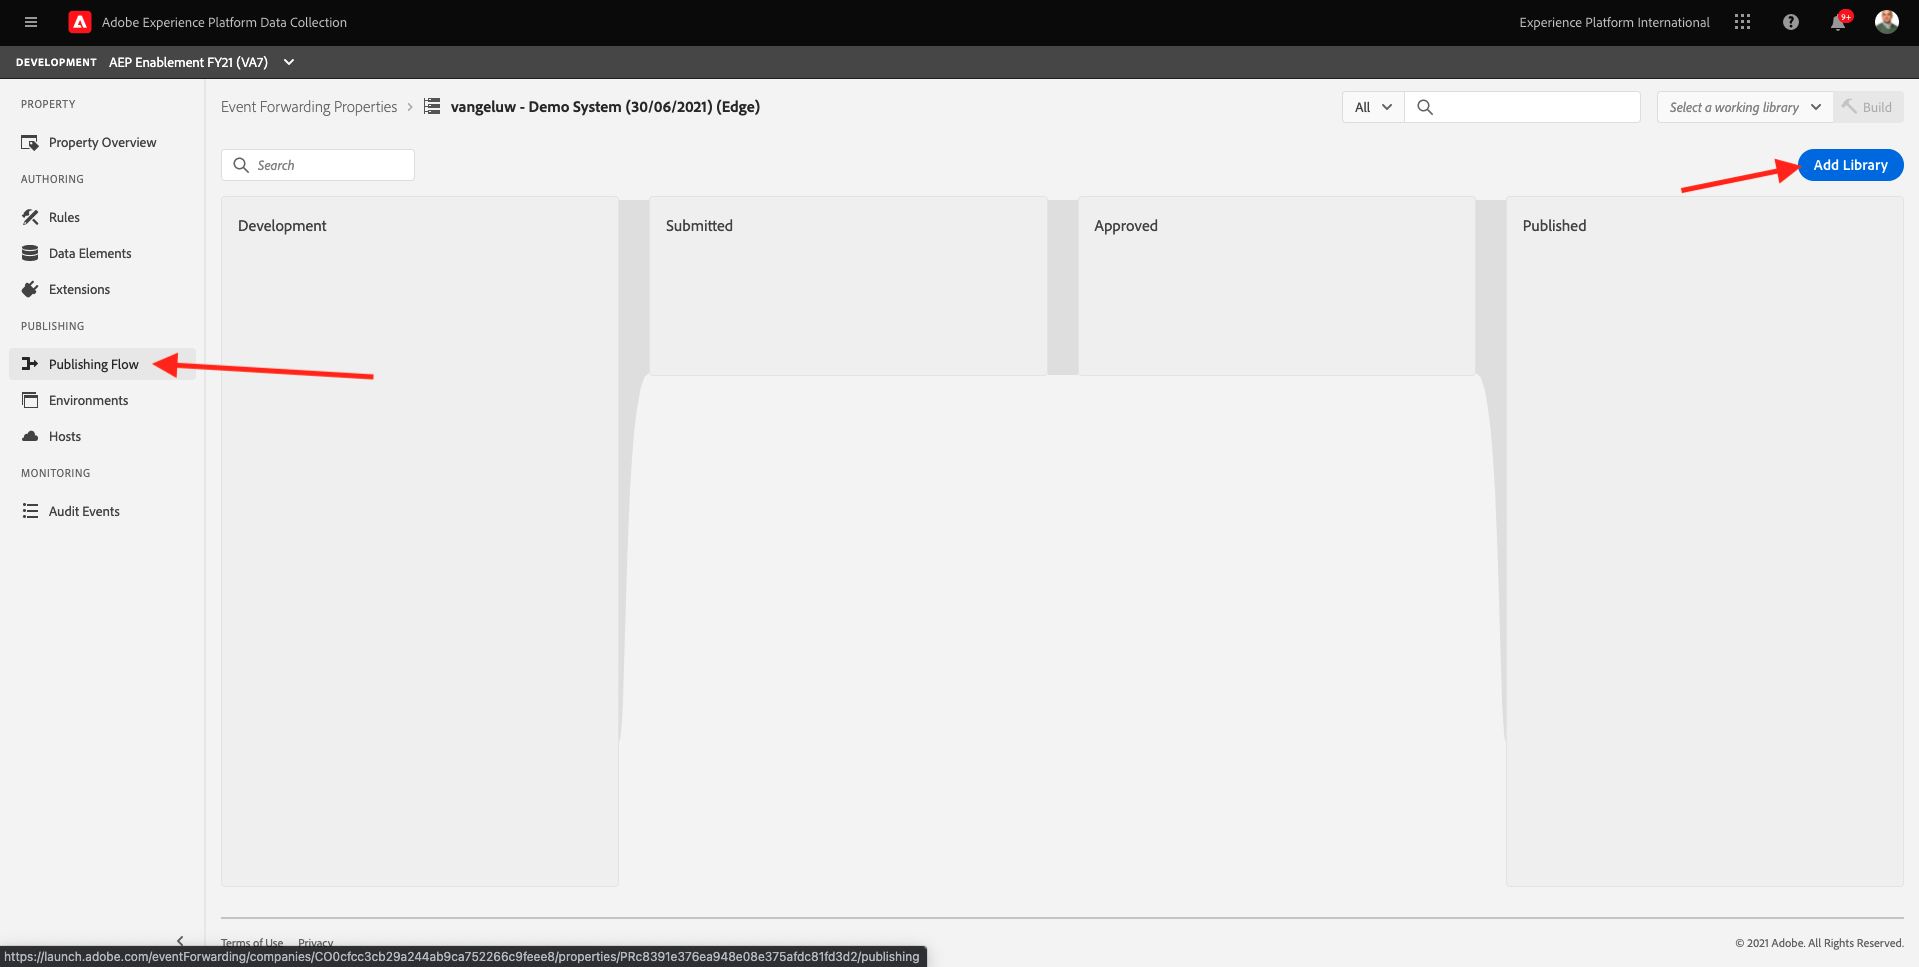 Adobe Experience Platform Data Collection
Experience Platform International
9+
DEVELOPMENT AEP Enablement FY21 (VA7)
PROPERTY
Property Overview
AUTHORING
Rules
Data Elements
Extensions
PUBLISHING
Publishing Flow
Environments
Hosts
MONITORING
Audit Events
Event Forwarding Properties > vangeluw - Demo System (30/06/2021) (Edge)
All
Select a working library
Build
Search
Add Library
Development
Submitted
Approved
Published
Terms of Use Privacy
© 2021 Adobe. All Rights Reserved.
https://launch.adobe.com/eventForwarding/companies/CO0cfcc3cb29a244ab9ca752266c9feee8/properties/PRc8391e376ea948e08e375afdc81fd3d2/publishing